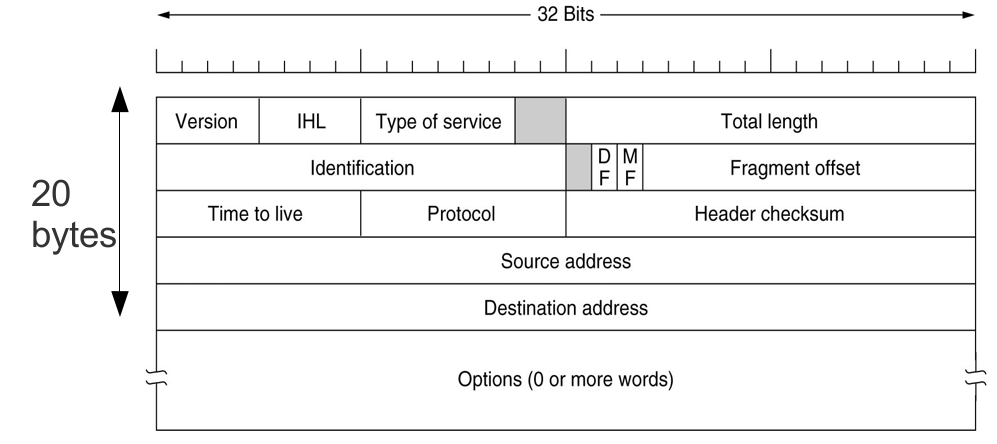 32 Bits
Version IHL Type of service Total length
Identification D F M F Fragment offset
20 bytes
Time to live Protocol Header checksum
Source address
Destination address
Options (0 or more words)